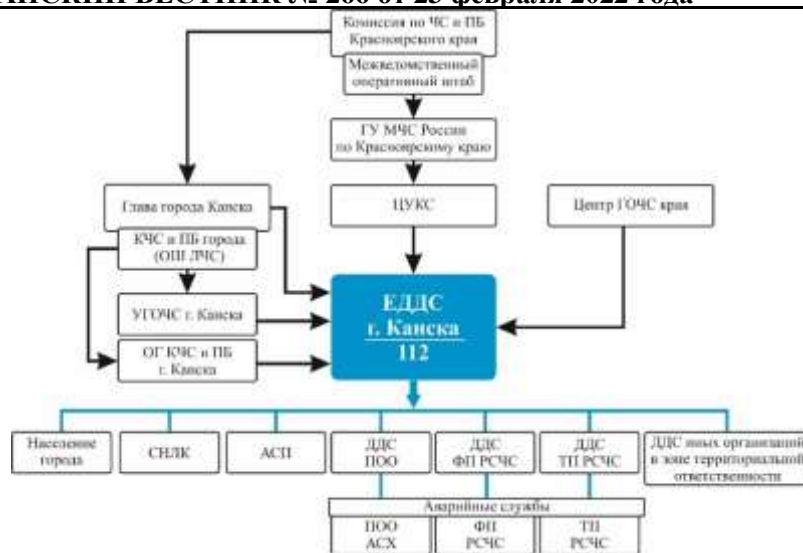 АНСКИЙ ВЕСТНИК № 206 от 25 февраля 2022 года
Комиссия по ЧС и ПБ
Красноярского края
Межведомственный
оперативный штаб
ГУ МЧС России
по Красноярскому краю
Глава города Канска
ЦУКС
Центр ГОЧС края
КЧС и ПБ города
(ОШ ЛЧС)
УГОЧС г. Канска
ОГ КЧС и ПБ
г. Канска
ЕДДС
г. Канска
112
Население
города
СНЛК
АСП
ДДС
ПОО
ДДС
ФП РСЧС
ДДС
ТП РСЧС
ДДС иных организаций
в зоне территориальной
ответственности
Аварийные службы
ПОО
АСХ
ФП
РСЧС
ТП
РСЧС